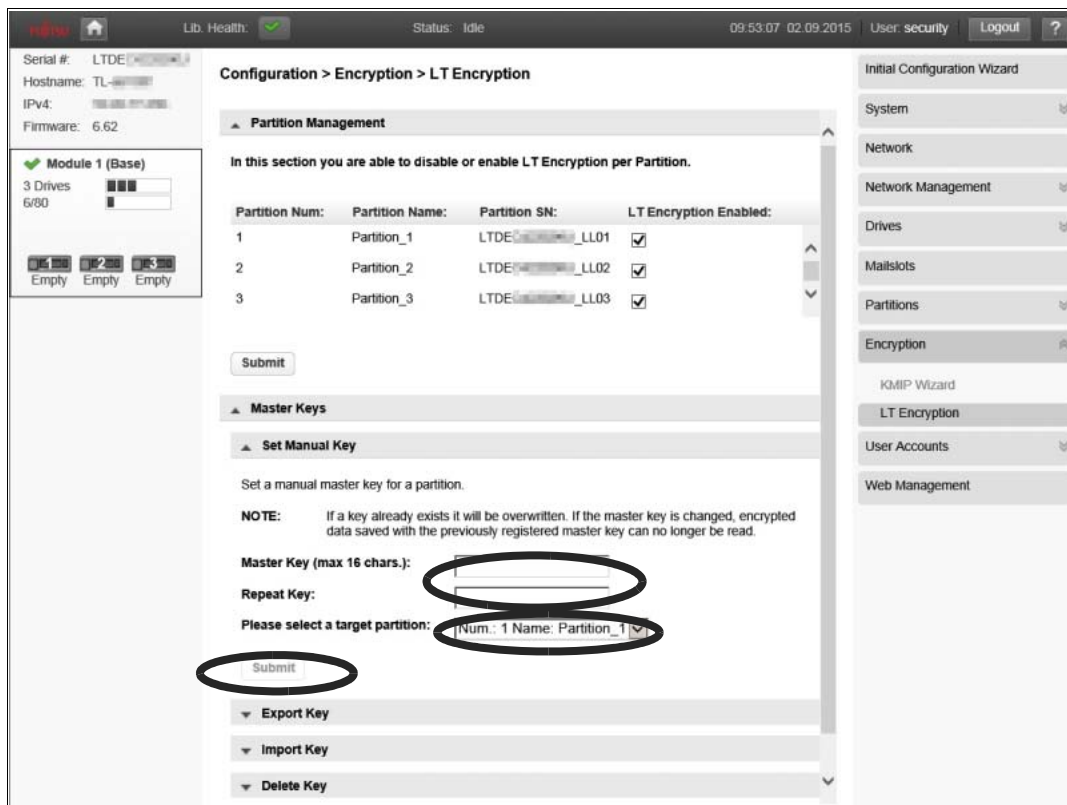 Lib. Health: Status: Idle 09:53:07 02.09.2015 User: security Logout ?
Serial #: LTDE
Hostname: TL-
IPv4:
Firmware: 6.62
Module 1 (Base)
3 Drives
6/80
1 2 3
Empty Empty Empty
Configuration > Encryption > LT Encryption
Partition Management
In this section you are able to disable or enable LT Encryption per Partition.
Partition Num: Partition Name: Partition SN: LT Encryption Enabled:
1 Partition_1 LTDE _LL01
2 Partition_2 LTDE _LL02
3 Partition_3 LTDE _LL03
Submit
Master Keys
Set Manual Key
Set a manual master key for a partition.
NOTE: If a key already exists it will be overwritten. If the master key is changed, encrypted
data saved with the previously registered master key can no longer be read.
Master Key (max 16 chars.):
Repeat Key:
Please select a target partition: Num.: 1 Name: Partition_1
Submit
Export Key
Import Key
Delete Key
Initial Configuration Wizard
System
Network
Network Management
Drives
Mailslots
Partitions
Encryption
KMIP Wizard
LT Encryption
User Accounts
Web Management